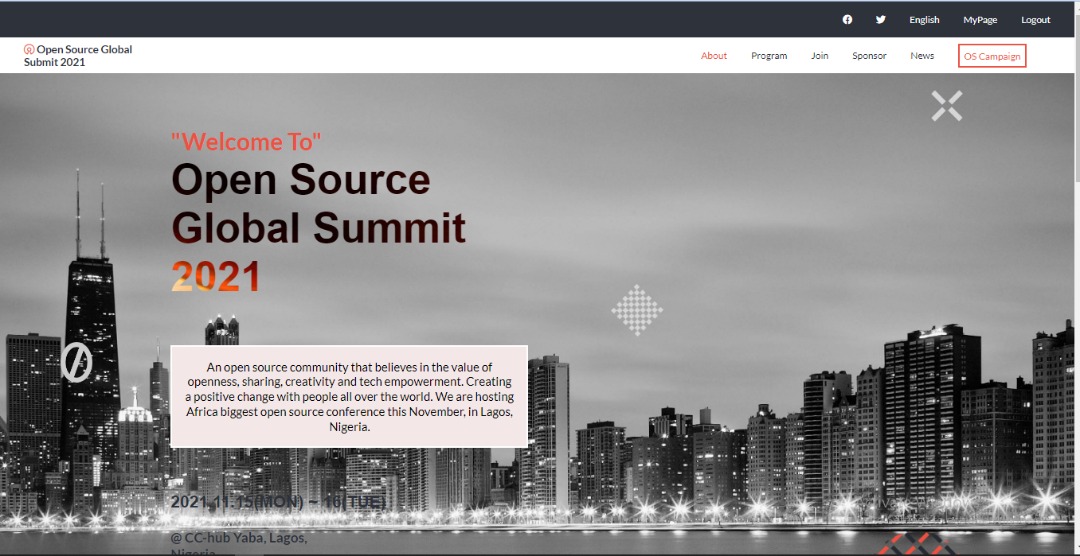 English
MyPage
Logout
Open Source Global
Submit 2021
About
Program
Join
Sponsor
News
OS Campaign
"Welcome To"
Open Source
Global Summit
2021
An open source community that believes in the value of
openness, sharing, creativity and tech empowerment. Creating
a positive change with people all over the world. We are hosting
Africa biggest open source conference this November, in Lagos,
Nigeria.
2021.11.15(MON) ~ 16(TUE)
@ CC-hub Yaba, Lagos,
Nigeria